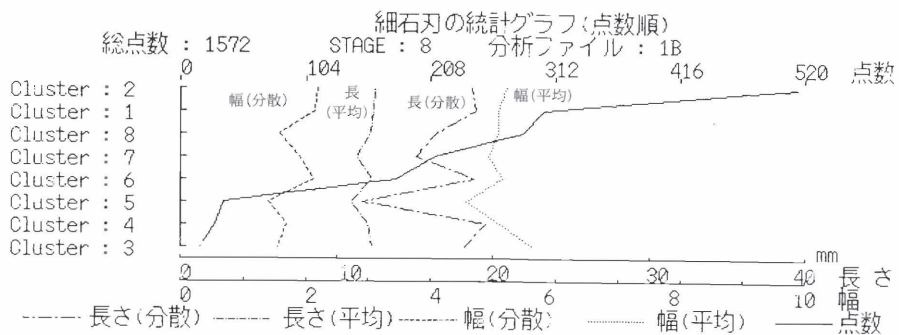 細石刃の統計グラフ(点数順)
総点数 : 1572 STAGE : 8 分析ファイル : 1B
0 104 208 312 416 520 点数
Cluster : 2
Cluster : 1
Cluster : 8
Cluster : 7
Cluster : 6
Cluster : 5
Cluster : 4
Cluster : 3
幅(分散) 長(平均) 長(分散) 幅(平均)
mm
0 10 20 30 40 長さ
0 2 4 6 8 10 幅
長さ(分散) 長さ(平均) 幅(分散) 幅(平均) 点数